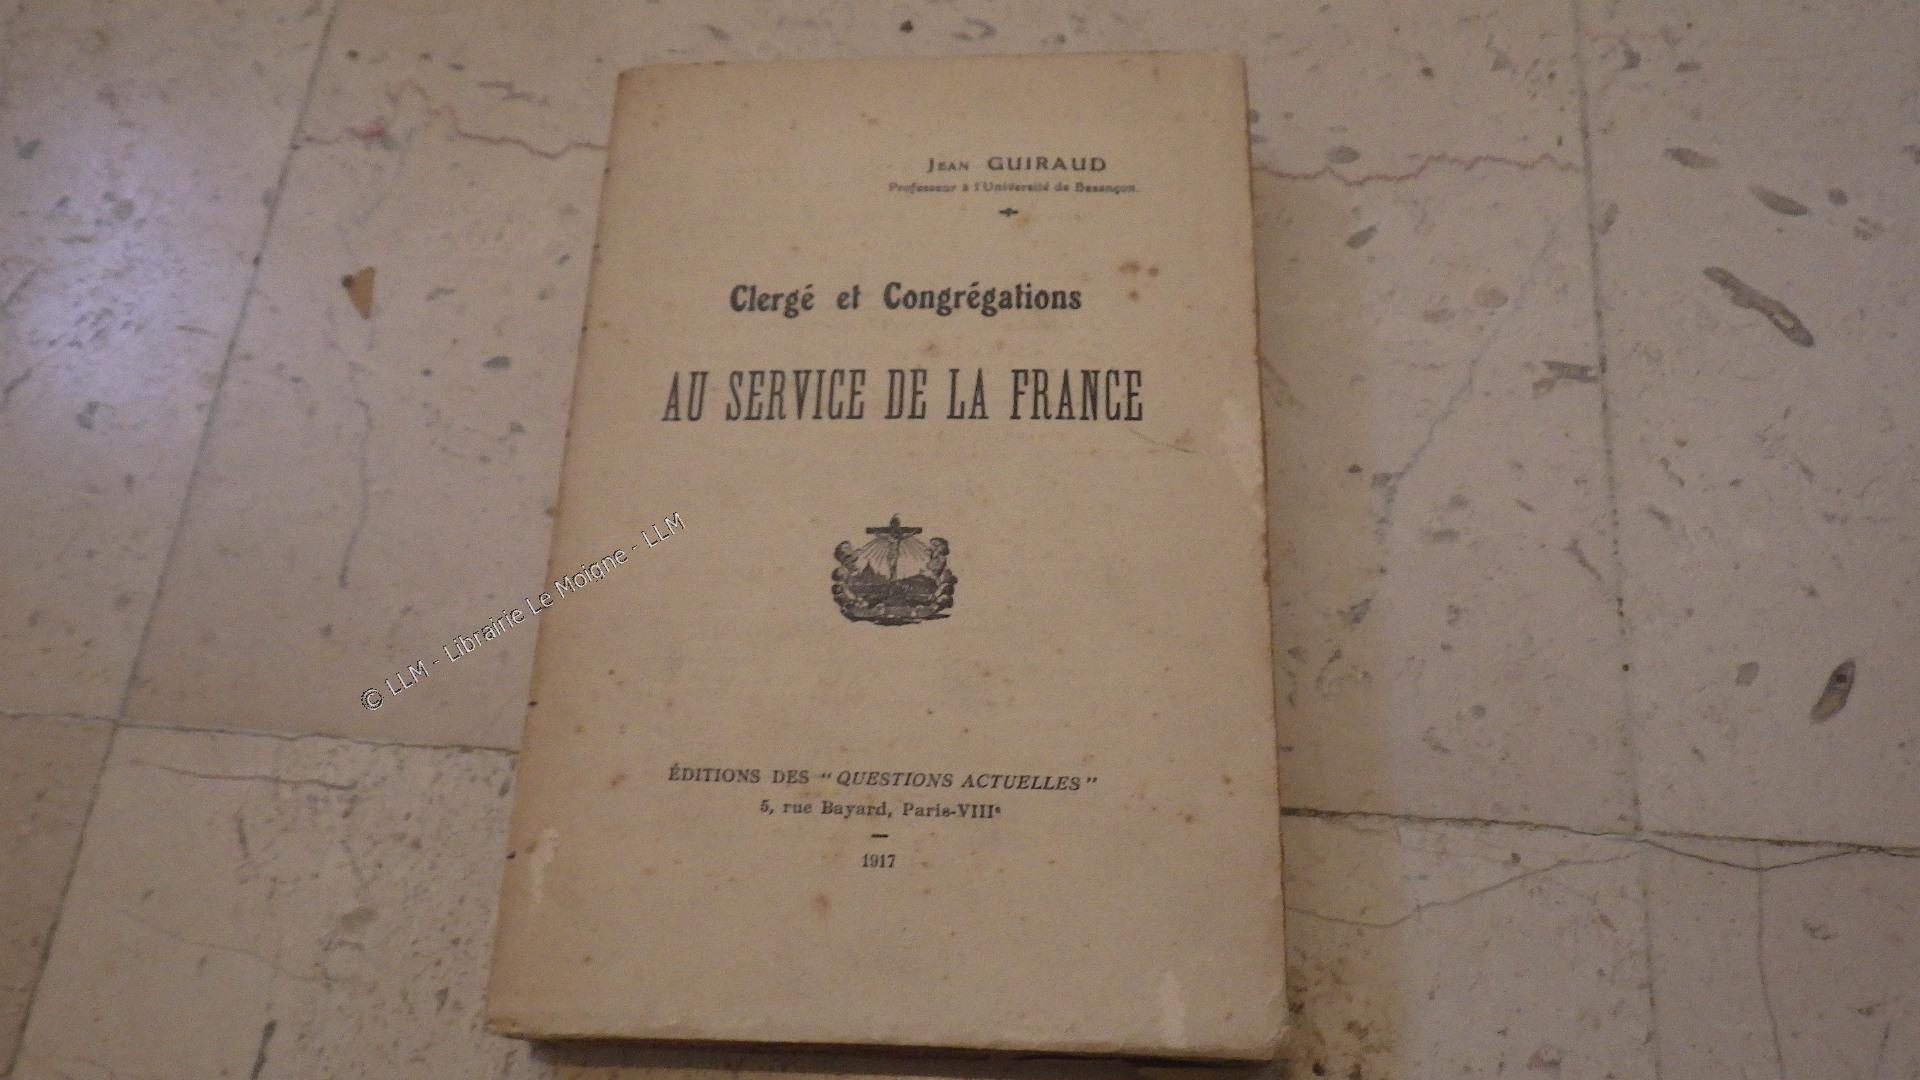 Jean GUIRAUD
Professeur à l'Université de Besançon.
Clergé et Congrégations
AU SERVICE DE LA FRANCE
© LLM - Librairie Le Moigne - LLM
ÉDITIONS DES "QUESTIONS ACTUELLES"
5, rue Bayard, Paris-VIIIe
1917